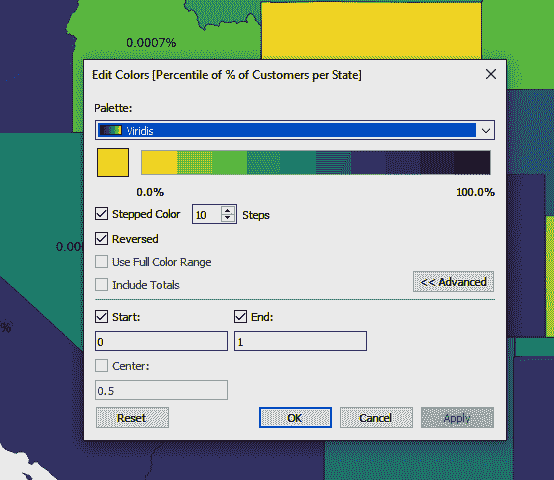 0.0007%
Edit Colors [Percentile of % of Customers per State]
Palette:
Viridis
0.0% 100.0%
Stepped Color 10 Steps
Reversed
0.00
Use Full Color Range
Include Totals
<< Advanced
Start: End:
%
0 1
Center:
0.5
Reset OK Cancel Apply